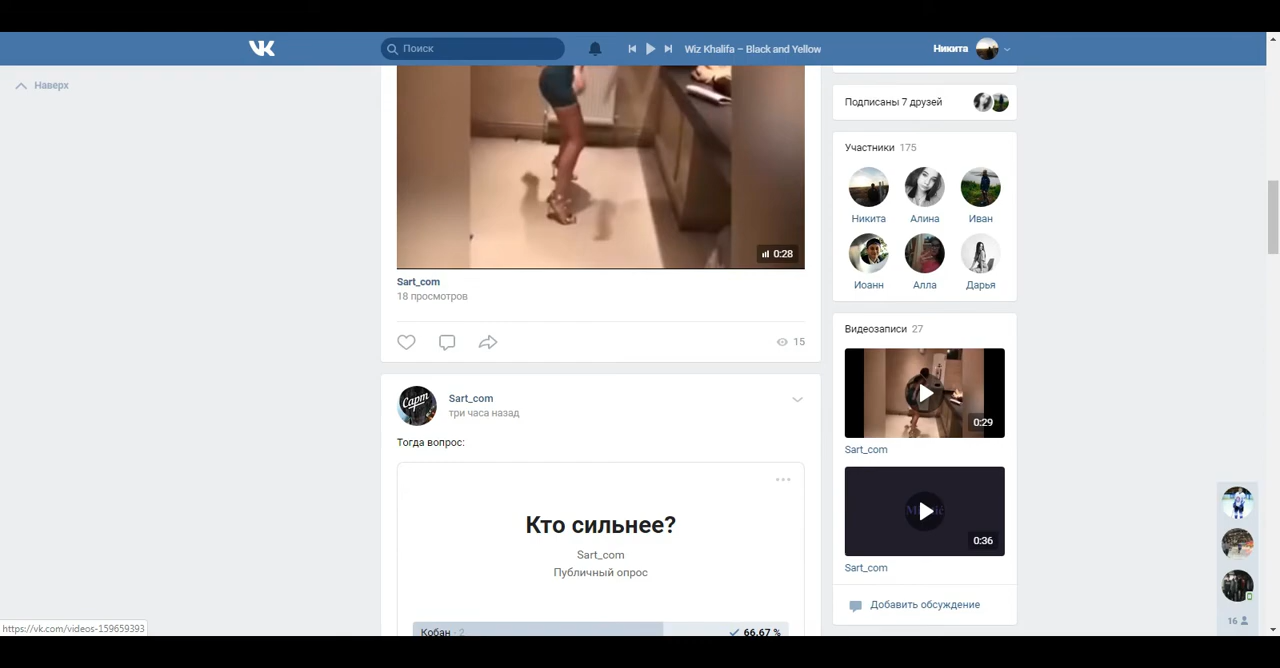 Поиск
Wiz Khalifa – Black and Yellow
Никита
Наверх
0:28
Sart_com
18 просмотров
15
Sart_com
три часа назад
Тогда вопрос:
Кто сильнее?
Sart_com
Публичный опрос
Кобан · 2
66.67 %
Подписаны 7 друзей
Участники 175
Никита
Алина
Иван
Иоанн
Алла
Дарья
Видеозаписи 27
0:29
Sart_com
0:36
Sart_com
Добавить обсуждение
16
https://vk.com/videos-159659393